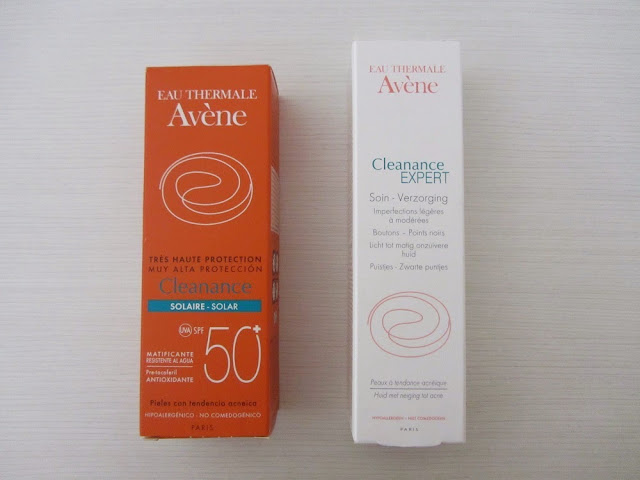 EAU THERMALE
Avène
TRÈS HAUTE PROTECTION
MUY ALTA PROTECCIÓN
Cleanance
SOLAIRE - SOLAR
UVA SPF 50+
MATIFICANTE
RESISTENTE AL AGUA
Pre-tocoferil
ANTIOXIDANTE
Pieles con tendencia acneica
HIPOALERGÉNICO - NO COMEDOGÉNICO
PARIS
EAU THERMALE
Avène
Cleanance
EXPERT
Soin - Verzorging
Imperfections légères
à modérées
Boutons - Points noirs
Licht tot matig onzuivere
huid
Puistjes - Zwarte puntjes
Peaux à tendance acnéique
Huid met neiging tot acne
PARIS